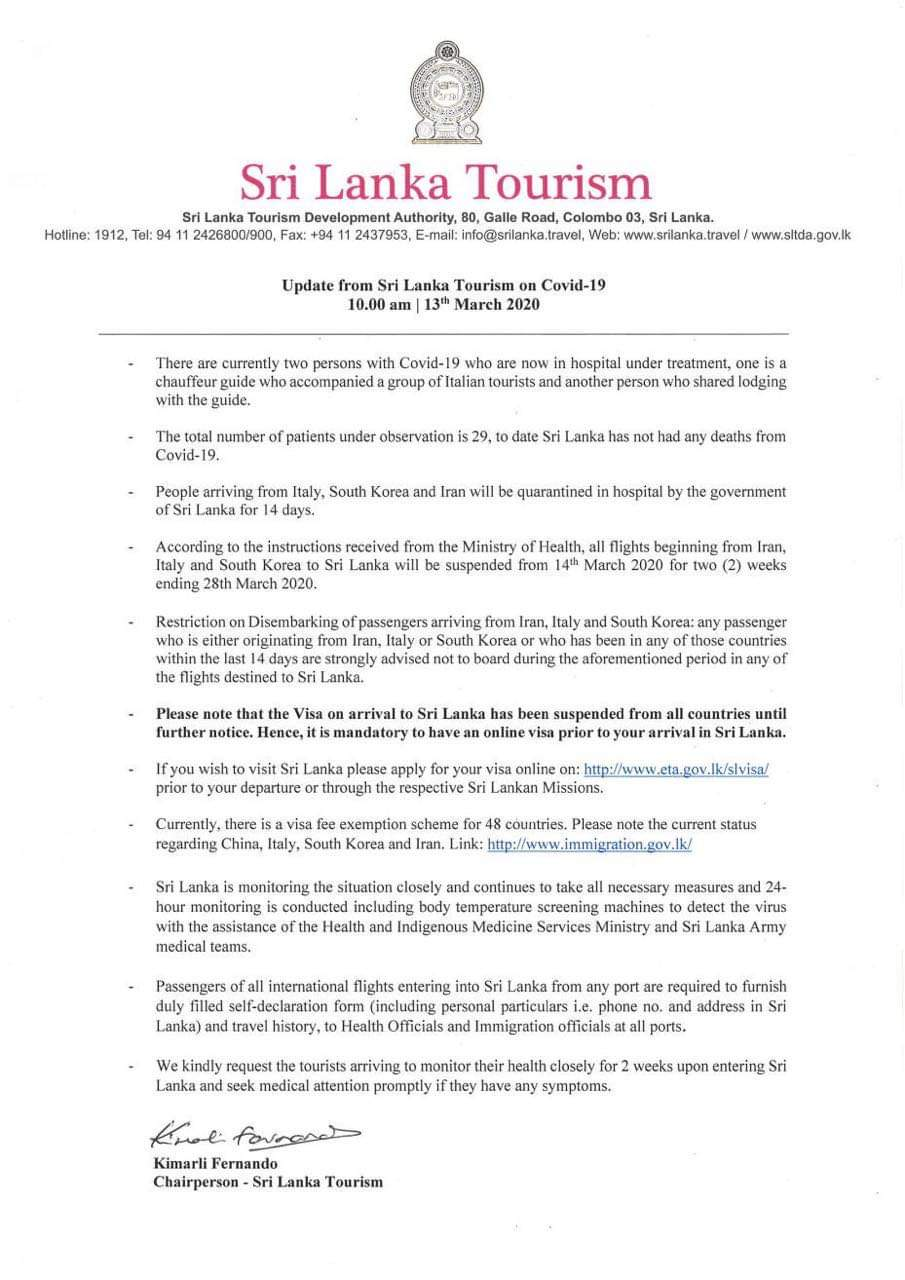 Sri Lanka Tourism
Sri Lanka Tourism Development Authority, 80, Galle Road, Colombo 03, Sri Lanka.
Hotline: 1912, Tel: 94 11 2426800/900, Fax: +94 11 2437953, E-mail: info@srilanka.travel, Web: www.srilanka.travel / www.sltda.gov.lk
Update from Sri Lanka Tourism on Covid-19
10.00 am | 13th March 2020
- There are currently two persons with Covid-19 who are now in hospital under treatment, one is a
chauffeur guide who accompanied a group of Italian tourists and another person who shared lodging
with the guide.
- The total number of patients under observation is 29, to date Sri Lanka has not had any deaths from
Covid-19.
- People arriving from Italy, South Korea and Iran will be quarantined in hospital by the government
of Sri Lanka for 14 days.
- According to the instructions received from the Ministry of Health, all flights beginning from Iran,
Italy and South Korea to Sri Lanka will be suspended from 14th March 2020 for two (2) weeks
ending 28th March 2020.
- Restriction on Disembarking of passengers arriving from Iran, Italy and South Korea: any passenger
who is either originating from Iran, Italy or South Korea or who has been in any of those countries
within the last 14 days are strongly advised not to board during the aforementioned period in any of
the flights destined to Sri Lanka.
- Please note that the Visa on arrival to Sri Lanka has been suspended from all countries until
further notice. Hence, it is mandatory to have an online visa prior to your arrival in Sri Lanka.
- If you wish to visit Sri Lanka please apply for your visa online on: http://www.eta.gov.lk/slvisa/
prior to your departure or through the respective Sri Lankan Missions.
- Currently, there is a visa fee exemption scheme for 48 countries. Please note the current status
regarding China, Italy, South Korea and Iran. Link: http://www.immigration.gov.lk/
- Sri Lanka is monitoring the situation closely and continues to take all necessary measures and 24-
hour monitoring is conducted including body temperature screening machines to detect the virus
with the assistance of the Health and Indigenous Medicine Services Ministry and Sri Lanka Army
medical teams.
- Passengers of all international flights entering into Sri Lanka from any port are required to furnish
duly filled self-declaration form (including personal particulars i.e. phone no. and address in Sri
Lanka) and travel history, to Health Officials and Immigration officials at all ports.
- We kindly request the tourists arriving to monitor their health closely for 2 weeks upon entering Sri
Lanka and seek medical attention promptly if they have any symptoms.
Kimarli Fernando
Chairperson - Sri Lanka Tourism